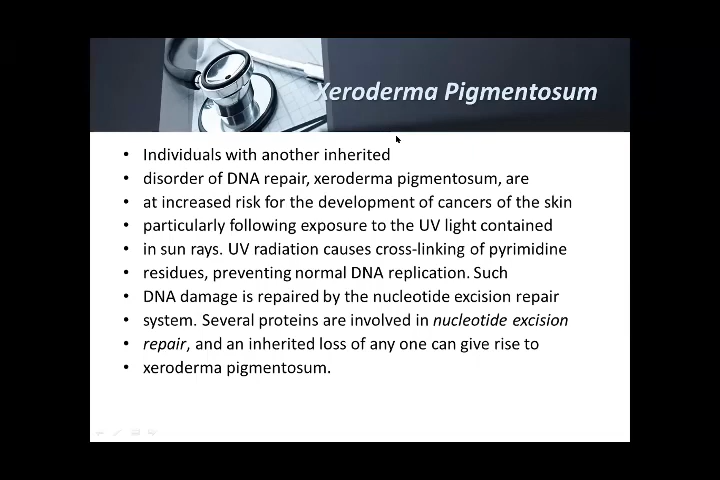 Xeroderma Pigmentosum
• Individuals with another inherited
• disorder of DNA repair, xeroderma pigmentosum, are
• at increased risk for the development of cancers of the skin
• particularly following exposure to the UV light contained
• in sun rays. UV radiation causes cross-linking of pyrimidine
• residues, preventing normal DNA replication. Such
• DNA damage is repaired by the nucleotide excision repair
• system. Several proteins are involved in nucleotide excision
• repair, and an inherited loss of any one can give rise to
• xeroderma pigmentosum.